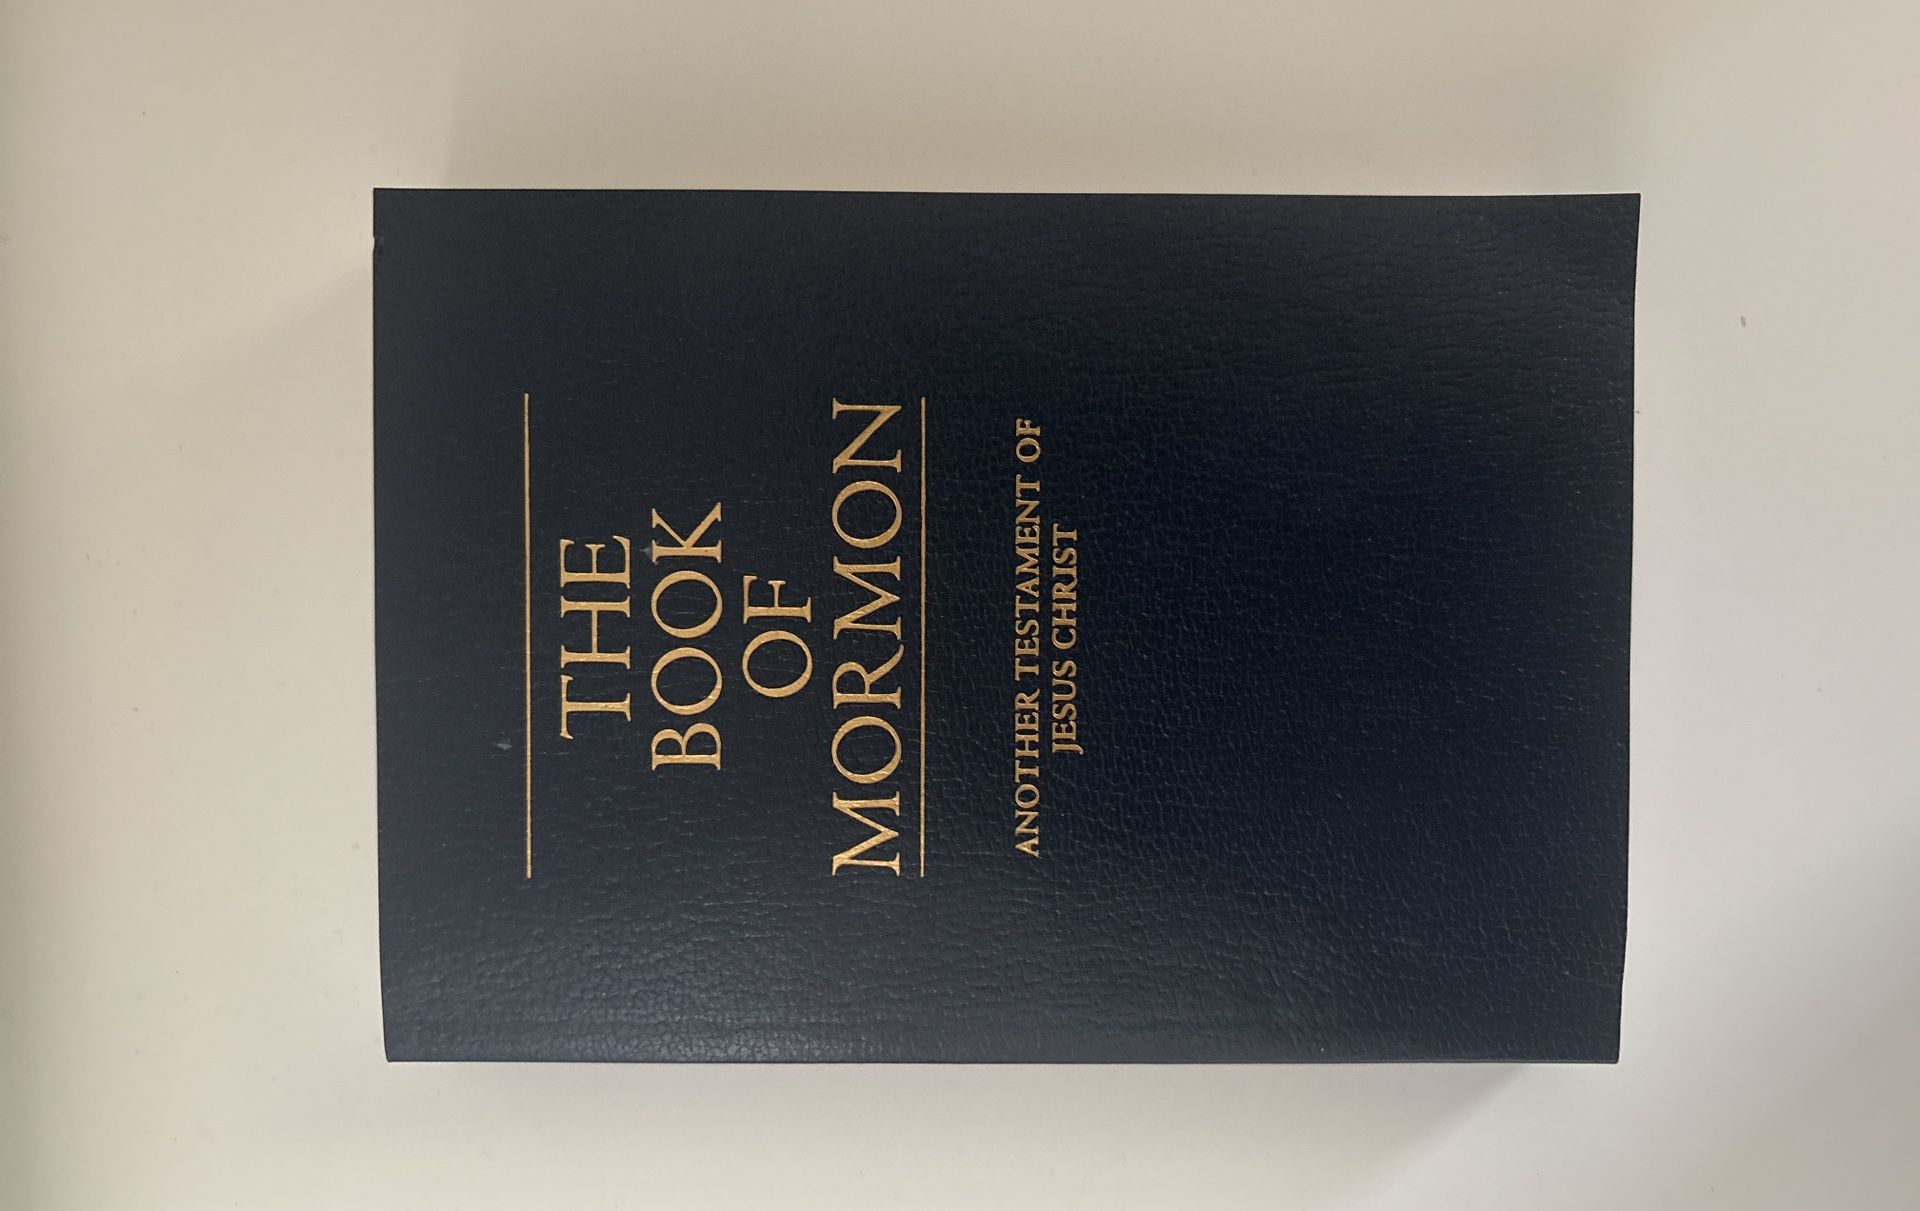 THE
BOOK
OF
MORMON
ANOTHER TESTAMENT OF
JESUS CHRIST